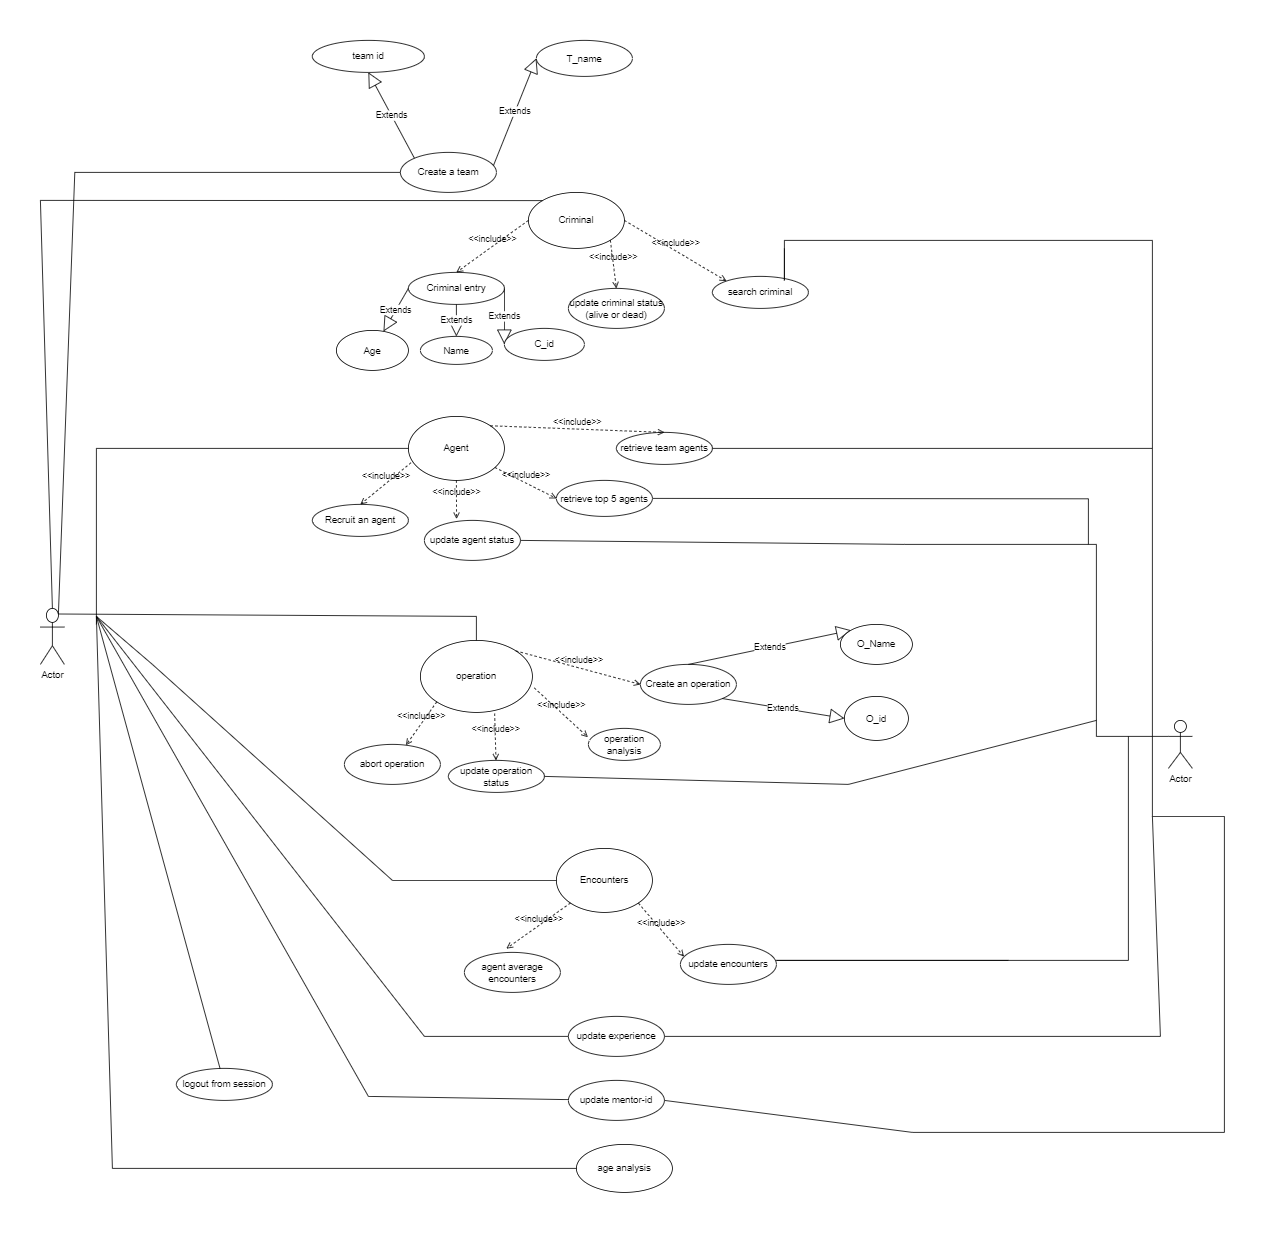 team id
T_name
Extends
Extends
Create a team
Criminal
<<include>>
<<include>>
<<include>>
Criminal entry
update criminal status
(alive or dead)
search criminal
Extends
Extends
Extends
Age
Name
C_id
<<include>>
Agent
retrieve team agents
<<include>>
<<include>>
<<include>>
retrieve top 5 agents
Recruit an agent
update agent status
Actor
operation
<<include>>
Create an operation
Extends
O_Name
Extends
O_id
<<include>>
<<include>>
<<include>>
operation
analysis
abort operation
update operation
status
Actor
Encounters
<<include>>
<<include>>
agent average
encounters
update encounters
update experience
logout from session
update mentor-id
age analysis